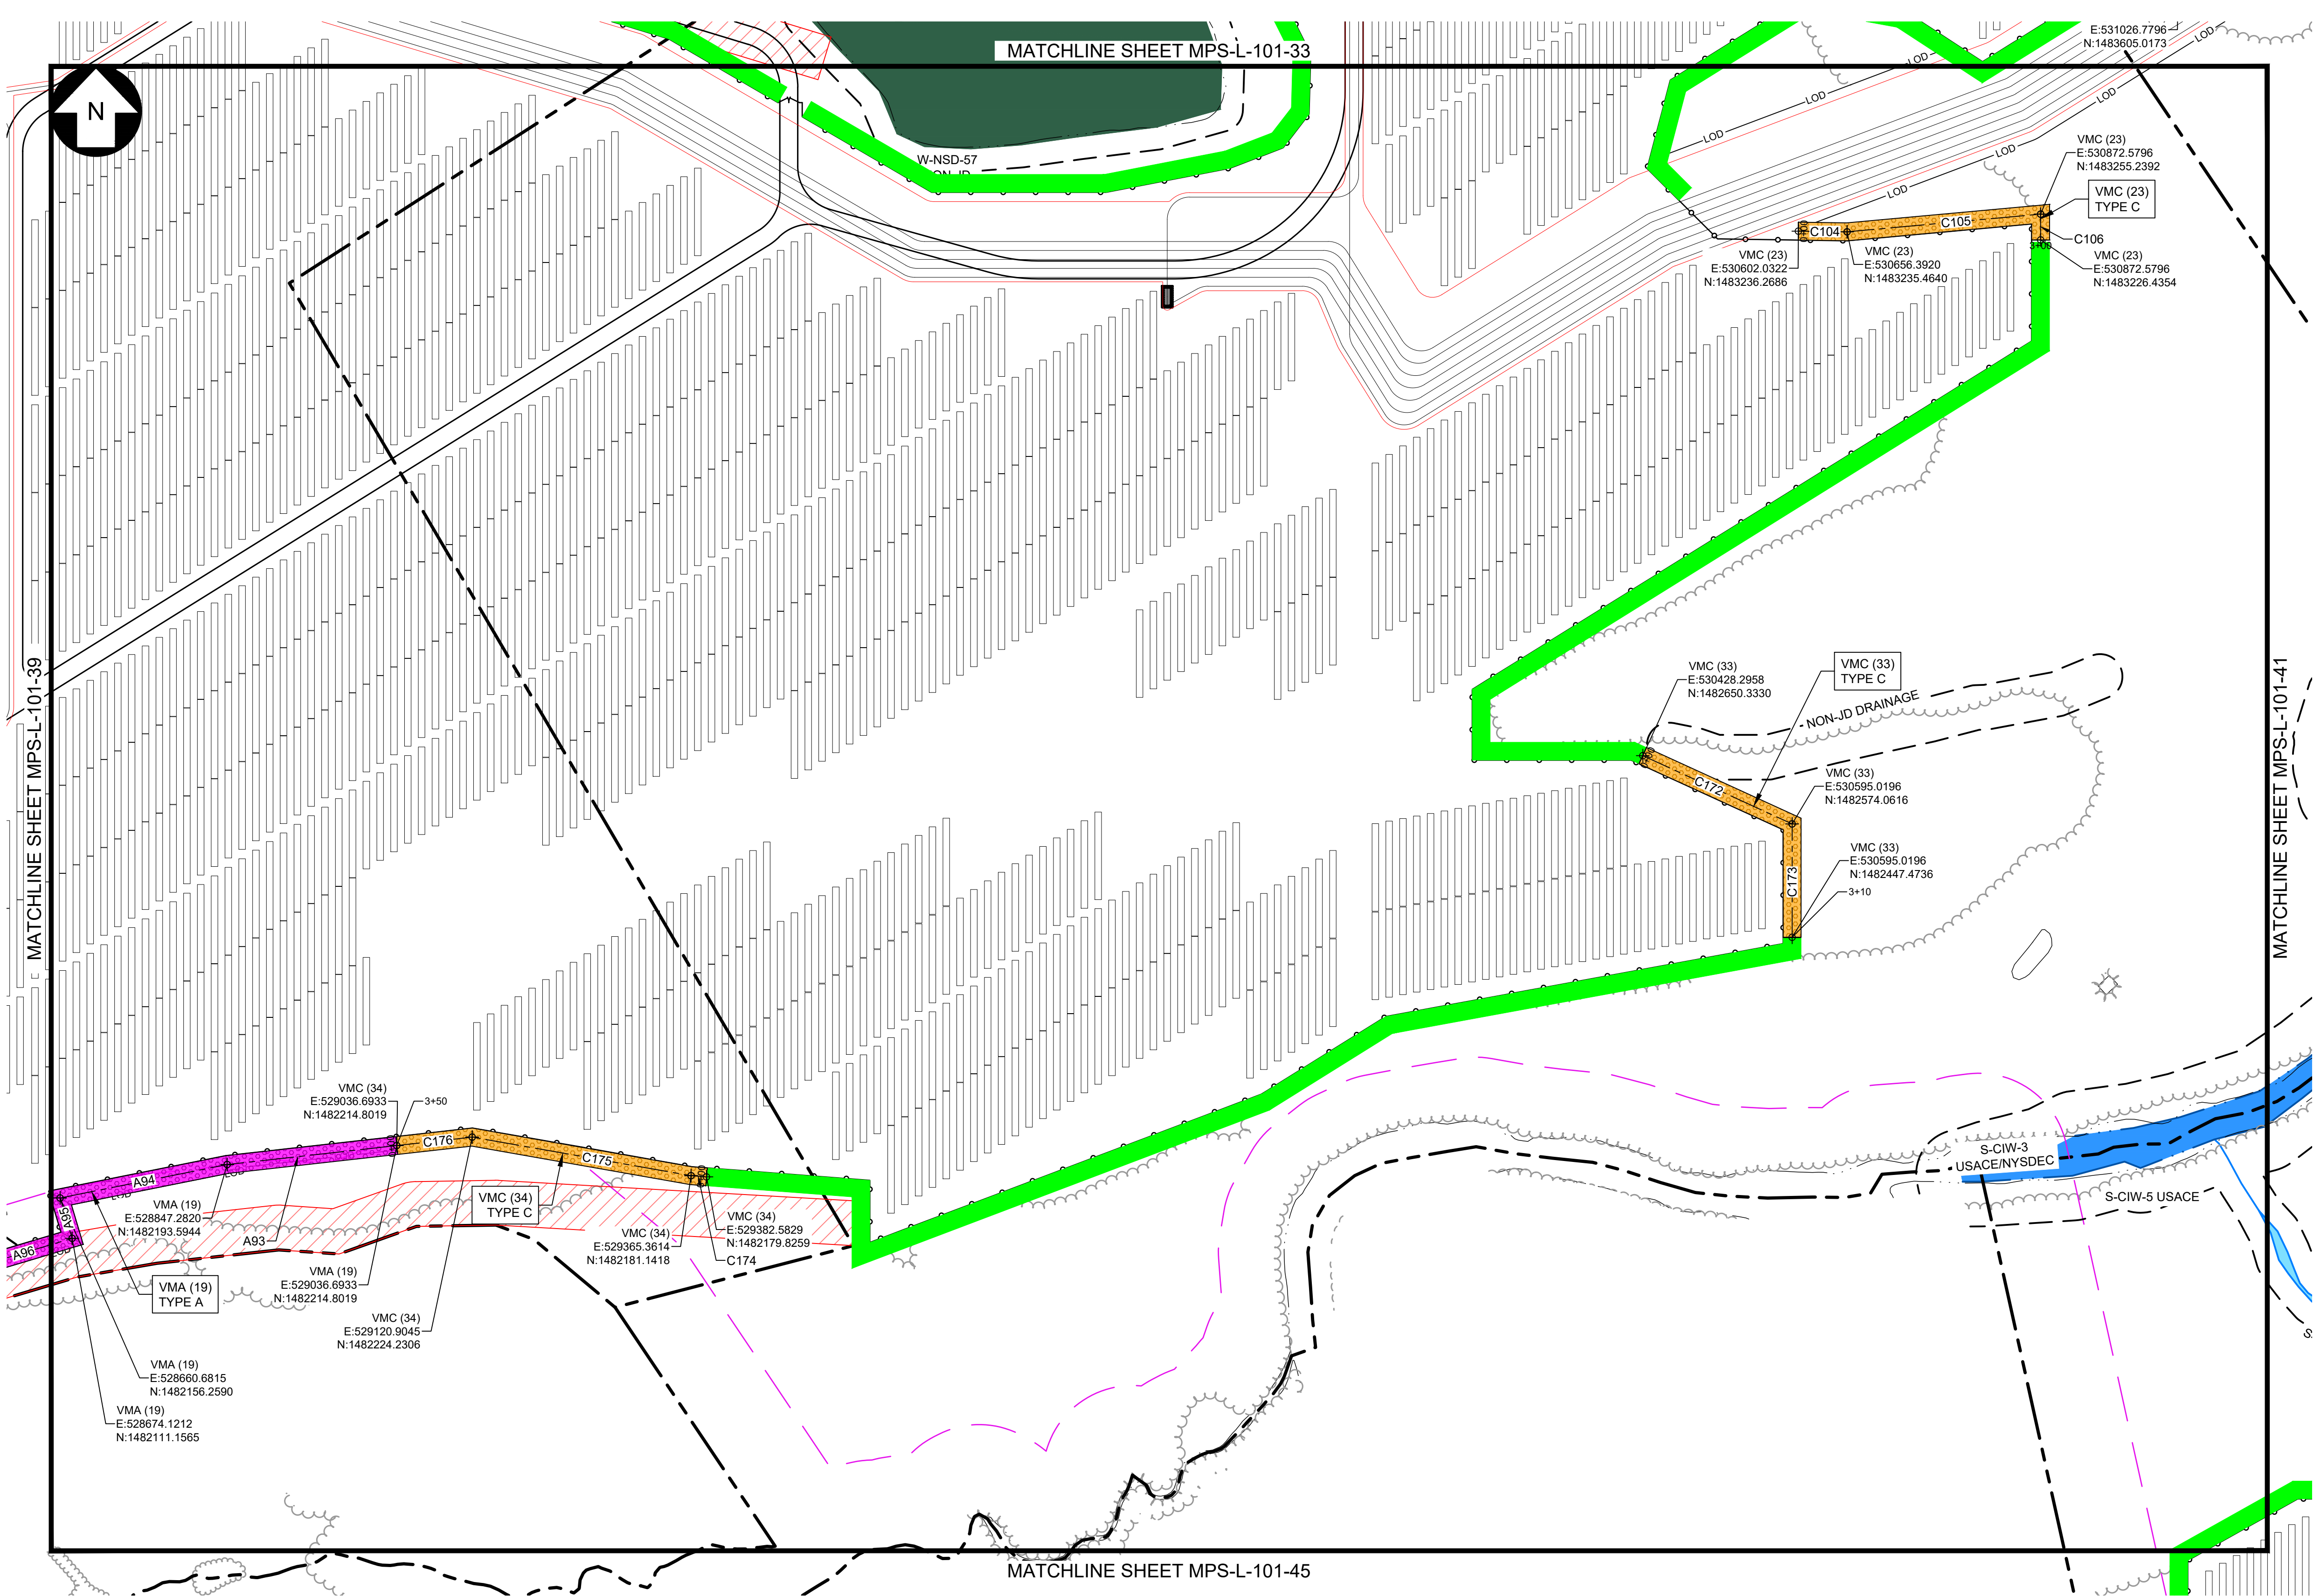 MATCHLINE SHEET MPS-L-101-33
E:531026.7796
N:1483605.0173
LOD
LOD
LOD
LOD
LOD
LOD
N
W-NSD-57
VMC (23)
E:530872.5796
N:1483255.2392
VMC (23)
TYPE C
C104
C105
C106
3+00
VMC (23)
E:530602.0322
N:1483236.2686
VMC (23)
E:530656.3920
N:1483235.4640
VMC (23)
E:530872.5796
N:1483226.4354
MATCHLINE SHEET MPS-L-101-39
MATCHLINE SHEET MPS-L-101-41
VMC (33)
E:530428.2958
N:1482650.3330
VMC (33)
TYPE C
NON-JD DRAINAGE
C172
VMC (33)
E:530595.0196
N:1482574.0616
C173
VMC (33)
E:530595.0196
N:1482447.4736
3+10
VMC (34)
E:529036.6933
N:1482214.8019
3+50
C176
C175
A94
A95
A96
VMA (19)
E:528847.2820
N:1482193.5944
A93
VMC (34)
TYPE C
VMC (34)
E:529365.3614
N:1482181.1418
VMC (34)
E:529382.5829
N:1482179.8259
C174
S-CIW-3
USACE/NYSDEC
S-CIW-5 USACE
VMA (19)
TYPE A
VMA (19)
E:529036.6933
N:1482214.8019
VMC (34)
E:529120.9045
N:1482224.2306
VMA (19)
E:528660.6815
N:1482156.2590
VMA (19)
E:528674.1212
N:1482111.1565
MATCHLINE SHEET MPS-L-101-45